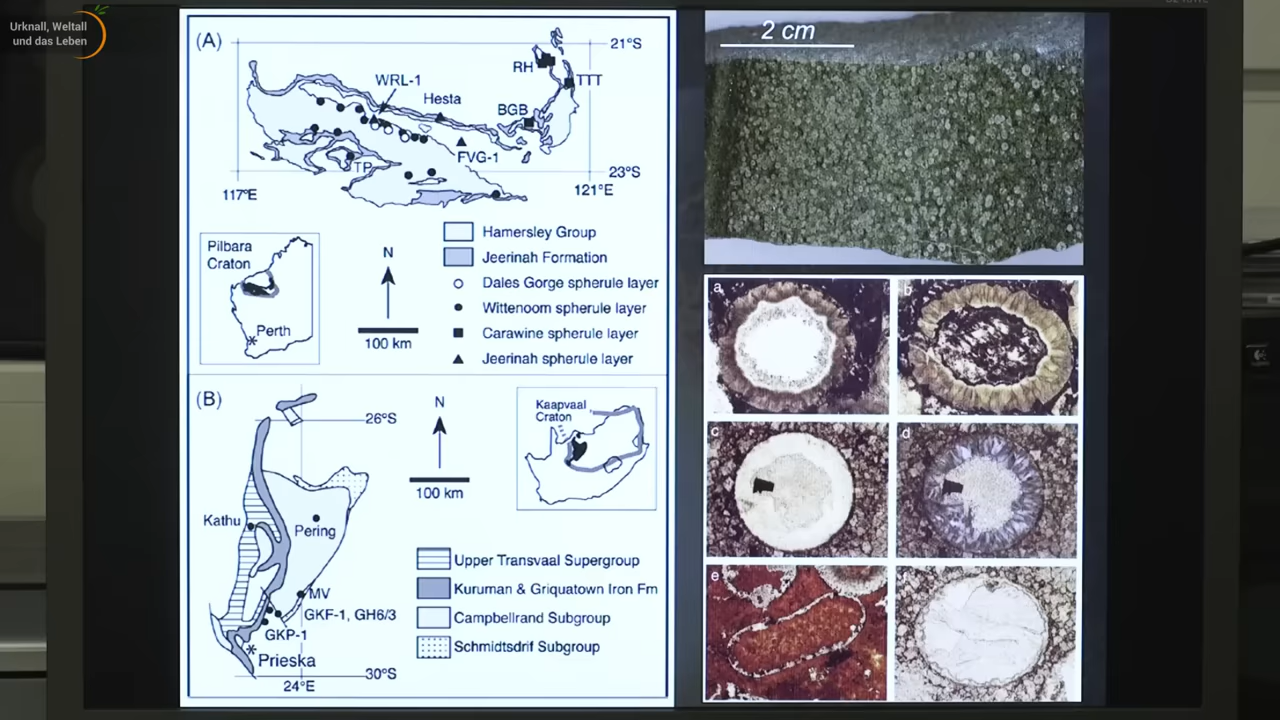 Urknall, Weltall
und das Leben
(A)
21°S
RH
TTT
WRL-1
Hesta
BGB
FVG-1
TP
23°S
117°E
121°E
Pilbara
Craton
Perth
N
100 km
Hamersley Group
Jeerinah Formation
Dales Gorge spherule layer
Wittenoom spherule layer
Carawine spherule layer
Jeerinah spherule layer
(B)
26°S
N
100 km
Kaapvaal
Craton
Kathu
Pering
MV
GKF-1, GH6/3
GKP-1
Prieska
30°S
24°E
Upper Transvaal Supergroup
Kuruman & Griquatown Iron Fm
Campbellrand Subgroup
Schmidtsdrif Subgroup
2 cm
a
b
c
d
e